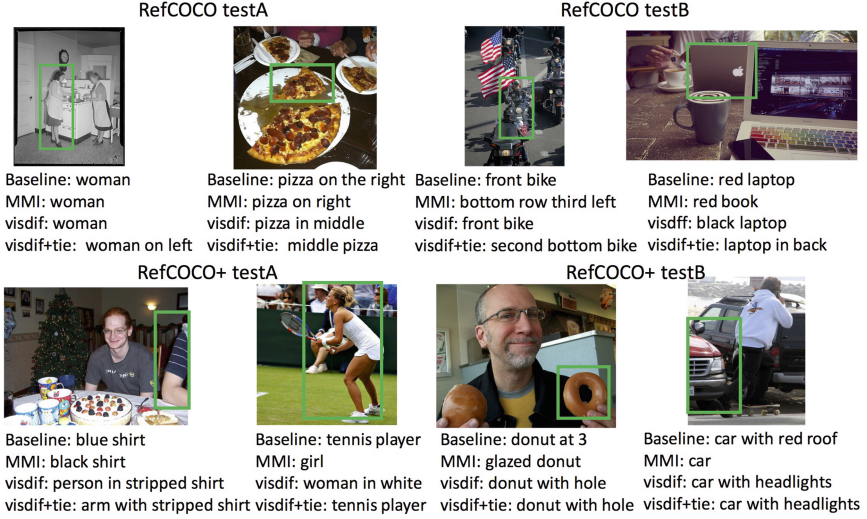 RefCOCO testA
RefCOCO testB
Baseline: woman
MMI: woman
visdif: woman
visdif+tie: woman on left
Baseline: pizza on the right
MMI: pizza on right
visdif: pizza in middle
visdif+tie: middle pizza
Baseline: front bike
MMI: bottom row third left
visdif: front bike
visdif+tie: second bottom bike
Baseline: red laptop
MMI: red book
visdff: black laptop
visdif+tie: laptop in back
RefCOCO+ testA
RefCOCO+ testB
Baseline: blue shirt
MMI: black shirt
visdif: person in stripped shirt
visdif+tie: arm with stripped shirt
Baseline: tennis player
MMI: girl
visdif: woman in white
visdif+tie: tennis player
Baseline: donut at 3
MMI: glazed donut
visdif: donut with hole
visdif+tie: donut with hole
Baseline: car with red roof
MMI: car
visdif: car with headlights
visdif+tie: car with headlights